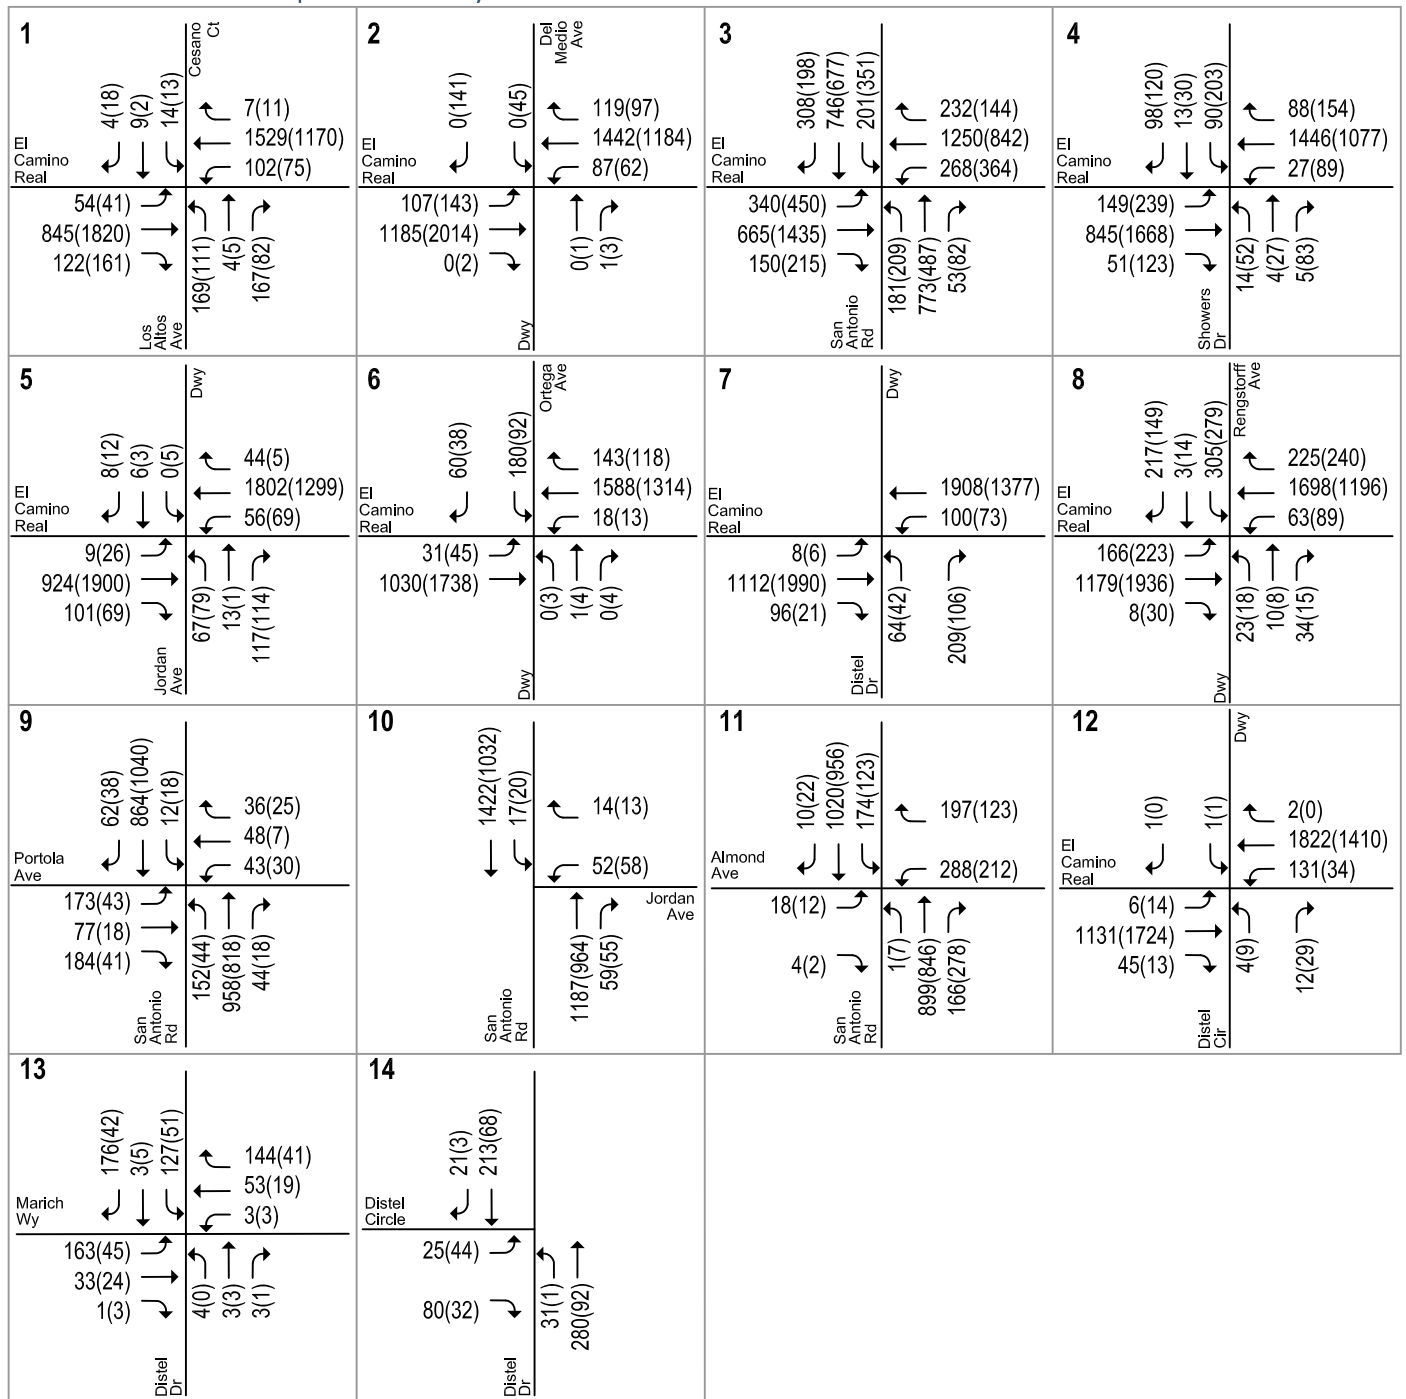 1
Cesano
Ct
4(18)
9(2)
14(13)
7(11)
1529(1170)
102(75)
El
Camino
Real
54(41)
845(1820)
122(161)
169(111)
4(5)
167(82)
Los
Altos
Ave
2
Del
Medio
Ave
0(141)
0(45)
119(97)
1442(1184)
87(62)
El
Camino
Real
107(143)
1185(2014)
0(2)
0(1)
1(3)
Dwy
3
308(198)
746(677)
201(351)
232(144)
1250(842)
268(364)
El
Camino
Real
340(450)
665(1435)
150(215)
181(209)
773(487)
53(82)
San
Antonio
Rd
4
98(120)
13(30)
90(203)
88(154)
1446(1077)
27(89)
El
Camino
Real
149(239)
845(1668)
51(123)
14(52)
4(27)
5(83)
Showers
Dr
5
Dwy
8(12)
6(3)
0(5)
44(5)
1802(1299)
56(69)
El
Camino
Real
9(26)
924(1900)
101(69)
67(79)
13(1)
117(114)
Jordan
Ave
6
Ortega
Ave
60(38)
180(92)
143(118)
1588(1314)
18(13)
El
Camino
Real
31(45)
1030(1738)
0(3)
1(4)
0(4)
Dwy
7
Dwy
1908(1377)
100(73)
El
Camino
Real
8(6)
1112(1990)
96(21)
64(42)
209(106)
Distel
Dr
8
Rengstorff
Ave
217(149)
3(14)
305(279)
225(240)
1698(1196)
63(89)
El
Camino
Real
166(223)
1179(1936)
8(30)
23(18)
10(8)
34(15)
Dwy
9
62(38)
864(1040)
12(18)
36(25)
48(7)
43(30)
Portola
Ave
173(43)
77(18)
184(41)
152(44)
958(818)
44(18)
San
Antonio
Rd
10
1422(1032)
17(20)
14(13)
52(58)
Jordan
Ave
1187(964)
59(55)
San
Antonio
Rd
11
10(22)
1020(956)
174(123)
197(123)
288(212)
Almond
Ave
18(12)
4(2)
1(7)
899(846)
166(278)
San
Antonio
Rd
12
Dwy
1(0)
1(1)
2(0)
1822(1410)
131(34)
El
Camino
Real
6(14)
1131(1724)
45(13)
4(9)
12(29)
Distel
Cir
13
176(42)
3(5)
127(51)
144(41)
53(19)
3(3)
Marich
Wy
163(45)
33(24)
1(3)
4(0)
3(3)
3(1)
Distel
Dr
14
21(3)
213(68)
Distel
Circle
25(44)
80(32)
31(1)
280(92)
Distel
Dr